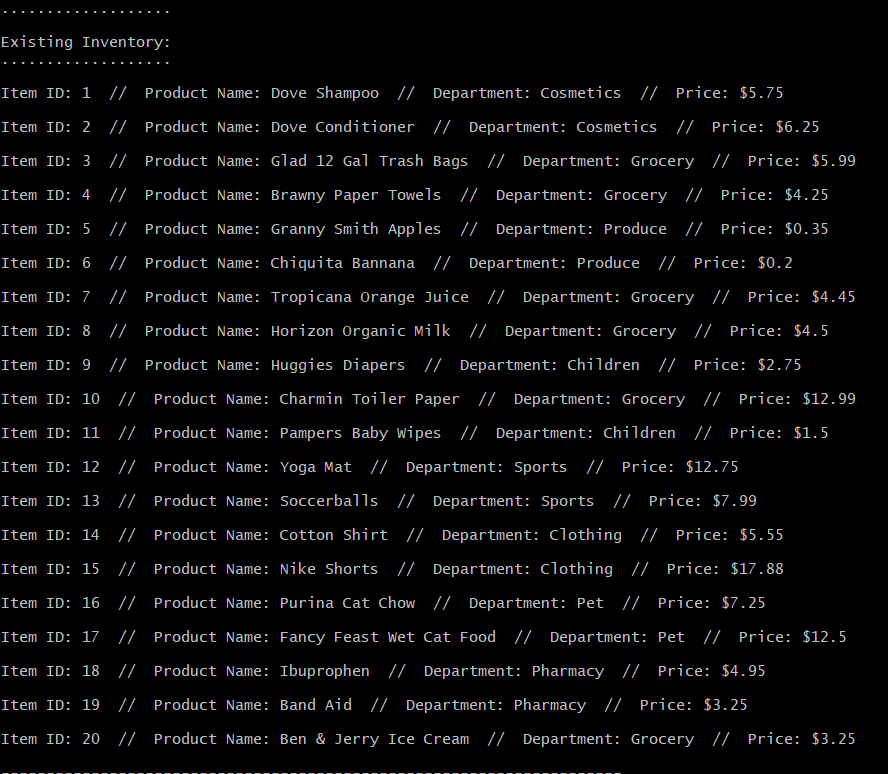 ...................
Existing Inventory:
...................
Item ID: 1  //  Product Name: Dove Shampoo  //  Department: Cosmetics  //  Price: $5.75
Item ID: 2  //  Product Name: Dove Conditioner  //  Department: Cosmetics  //  Price: $6.25
Item ID: 3  //  Product Name: Glad 12 Gal Trash Bags  //  Department: Grocery  //  Price: $5.99
Item ID: 4  //  Product Name: Brawny Paper Towels  //  Department: Grocery  //  Price: $4.25
Item ID: 5  //  Product Name: Granny Smith Apples  //  Department: Produce  //  Price: $0.35
Item ID: 6  //  Product Name: Chiquita Bannana  //  Department: Produce  //  Price: $0.2
Item ID: 7  //  Product Name: Tropicana Orange Juice  //  Department: Grocery  //  Price: $4.45
Item ID: 8  //  Product Name: Horizon Organic Milk  //  Department: Grocery  //  Price: $4.5
Item ID: 9  //  Product Name: Huggies Diapers  //  Department: Children  //  Price: $2.75
Item ID: 10  //  Product Name: Charmin Toiler Paper  //  Department: Grocery  //  Price: $12.99
Item ID: 11  //  Product Name: Pampers Baby Wipes  //  Department: Children  //  Price: $1.5
Item ID: 12  //  Product Name: Yoga Mat  //  Department: Sports  //  Price: $12.75
Item ID: 13  //  Product Name: Soccerballs  //  Department: Sports  //  Price: $7.99
Item ID: 14  //  Product Name: Cotton Shirt  //  Department: Clothing  //  Price: $5.55
Item ID: 15  //  Product Name: Nike Shorts  //  Department: Clothing  //  Price: $17.88
Item ID: 16  //  Product Name: Purina Cat Chow  //  Department: Pet  //  Price: $7.25
Item ID: 17  //  Product Name: Fancy Feast Wet Cat Food  //  Department: Pet  //  Price: $12.5
Item ID: 18  //  Product Name: Ibuprophen  //  Department: Pharmacy  //  Price: $4.95
Item ID: 19  //  Product Name: Band Aid  //  Department: Pharmacy  //  Price: $3.25
Item ID: 20  //  Product Name: Ben & Jerry Ice Cream  //  Department: Grocery  //  Price: $3.25